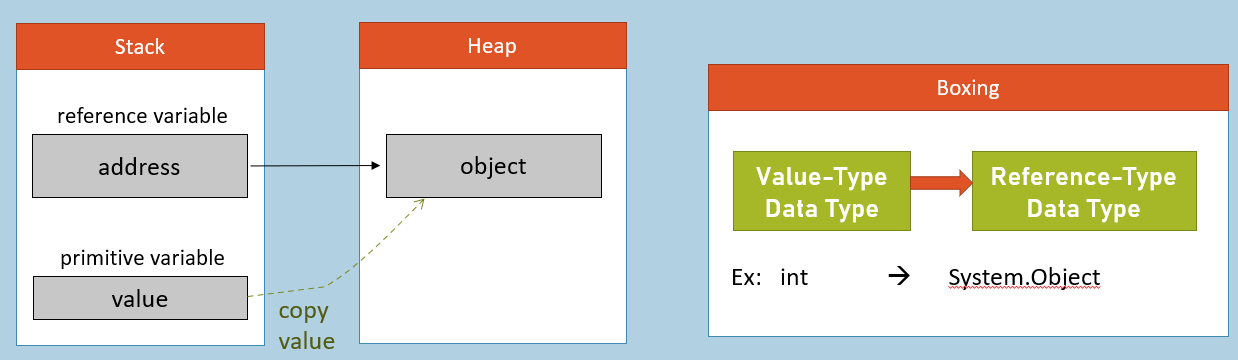 Stack
reference variable
address
primitive variable
value
copy
value
Heap
object
Boxing
Value-Type
Data Type
Reference-Type
Data Type
Ex: int → System.Object